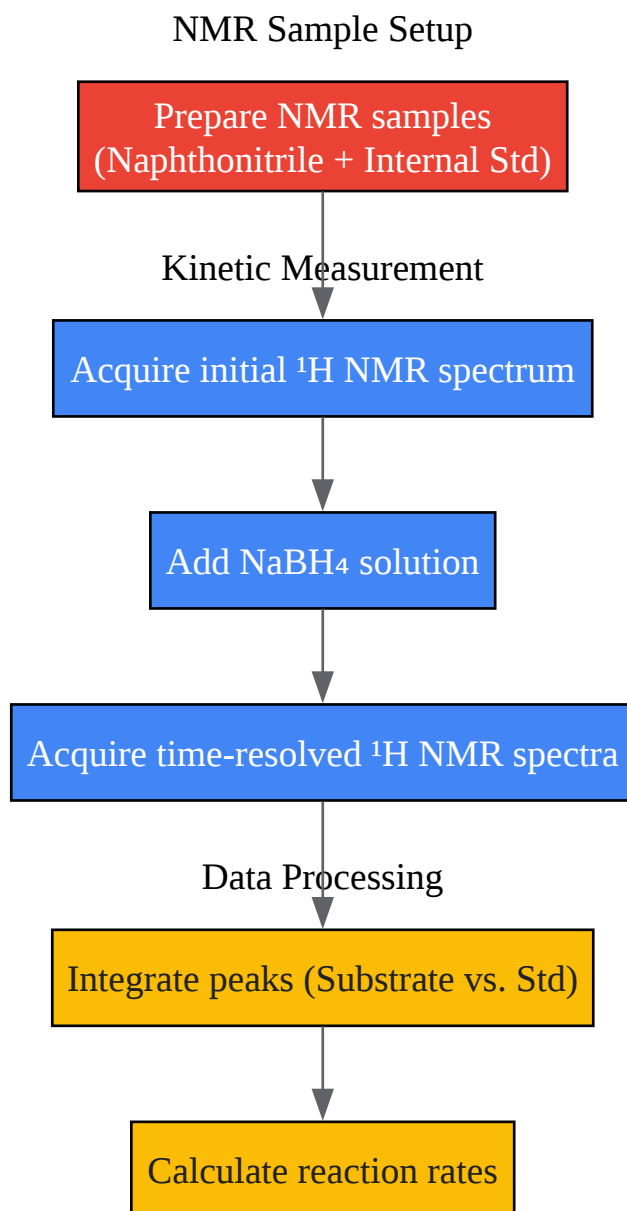 NMR Sample Setup
Prepare NMR samples
(Naphthonitrile + Internal Std)
Kinetic Measurement
Acquire initial ¹H NMR spectrum
Add NaBH₄ solution
Acquire time-resolved ¹H NMR spectra
Data Processing
Integrate peaks (Substrate vs. Std)
Calculate reaction rates